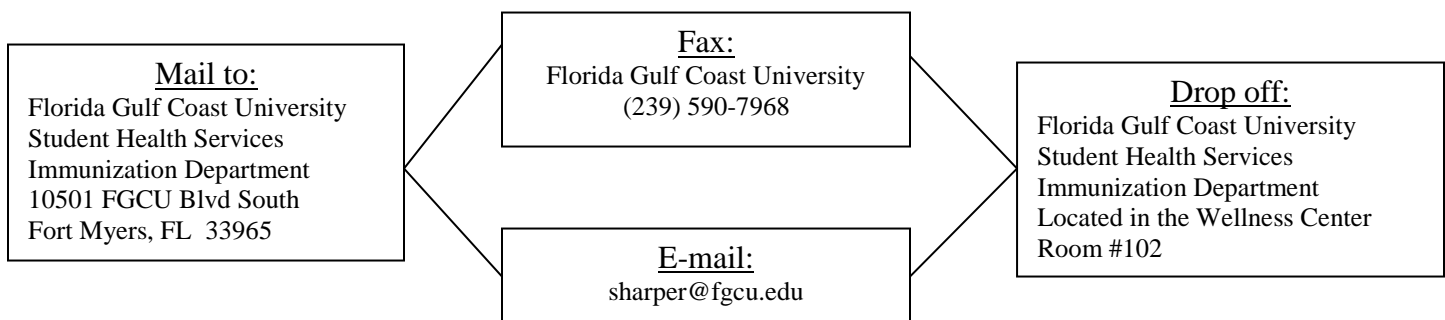 Mail to:
Florida Gulf Coast University
Student Health Services
Immunization Department
10501 FGCU Blvd South
Fort Myers, FL  33965
Fax:
Florida Gulf Coast University
(239) 590-7968
E-mail:
sharper@fgcu.edu
Drop off:
Florida Gulf Coast University
Student Health Services
Immunization Department
Located in the Wellness Center
Room #102